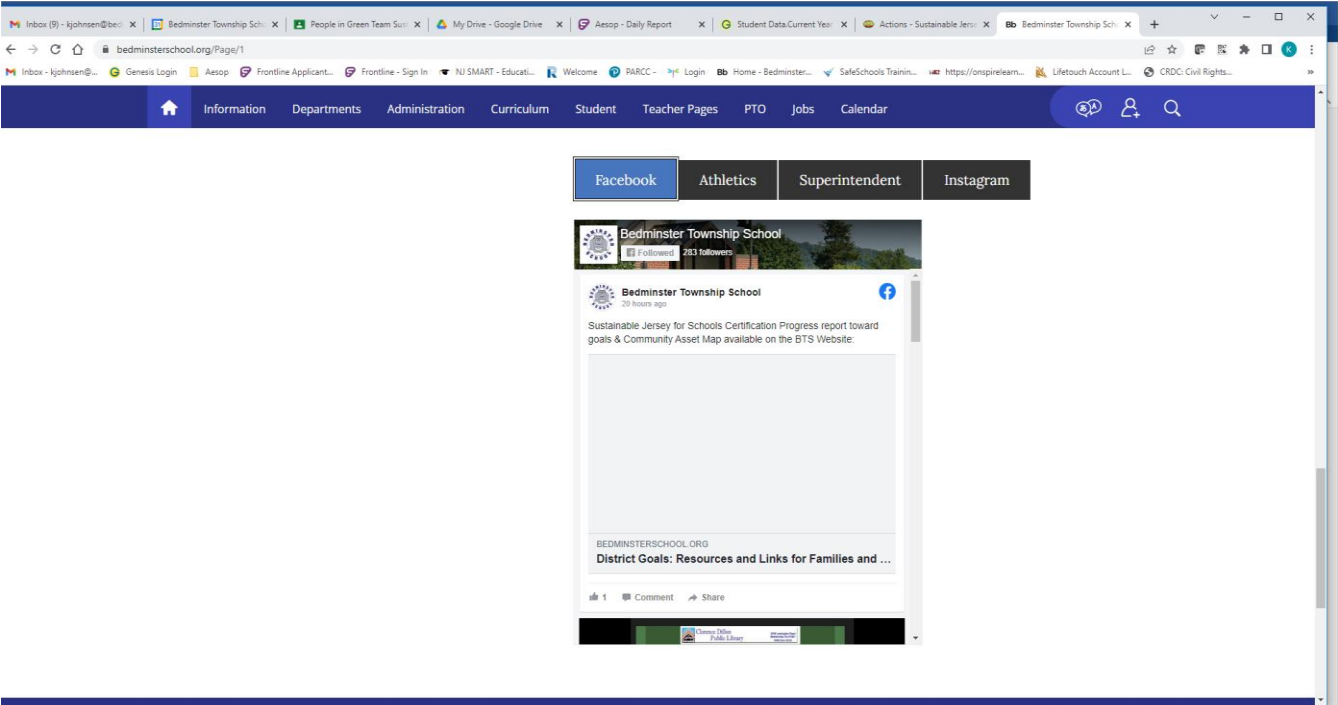 Inbox (9) - kjohnsen@bed
Bedminster Township Scho
People in Green Team Sust
My Drive - Google Drive
Aesop - Daily Report
Student Data.Current Year
Actions - Sustainable Jerse
Bb Bedminster Township Scho
bedminsterschool.org/Page/1
K
Inbox - kjohnsen@...
Genesis Login
Aesop
Frontline Applicant...
Frontline - Sign In
NJ SMART - Educati...
Welcome
PARCC -
Login
Bb Home - Bedminster...
SafeSchools Trainin...
https://onspirelearn...
Lifetouch Account L...
CRDC: Civil Rights...
Information Departments Administration Curriculum Student Teacher Pages PTO Jobs Calendar
Facebook Athletics Superintendent Instagram
Bedminster Township School
Followed 283 followers
Bedminster Township School
20 hours ago
Sustainable Jersey for Schools Certification Progress report toward
goals & Community Asset Map available on the BTS Website:
BEDMINSTERSCHOOL.ORG
District Goals: Resources and Links for Families and ...
1 Comment Share
Clarence Dillon
Public Library